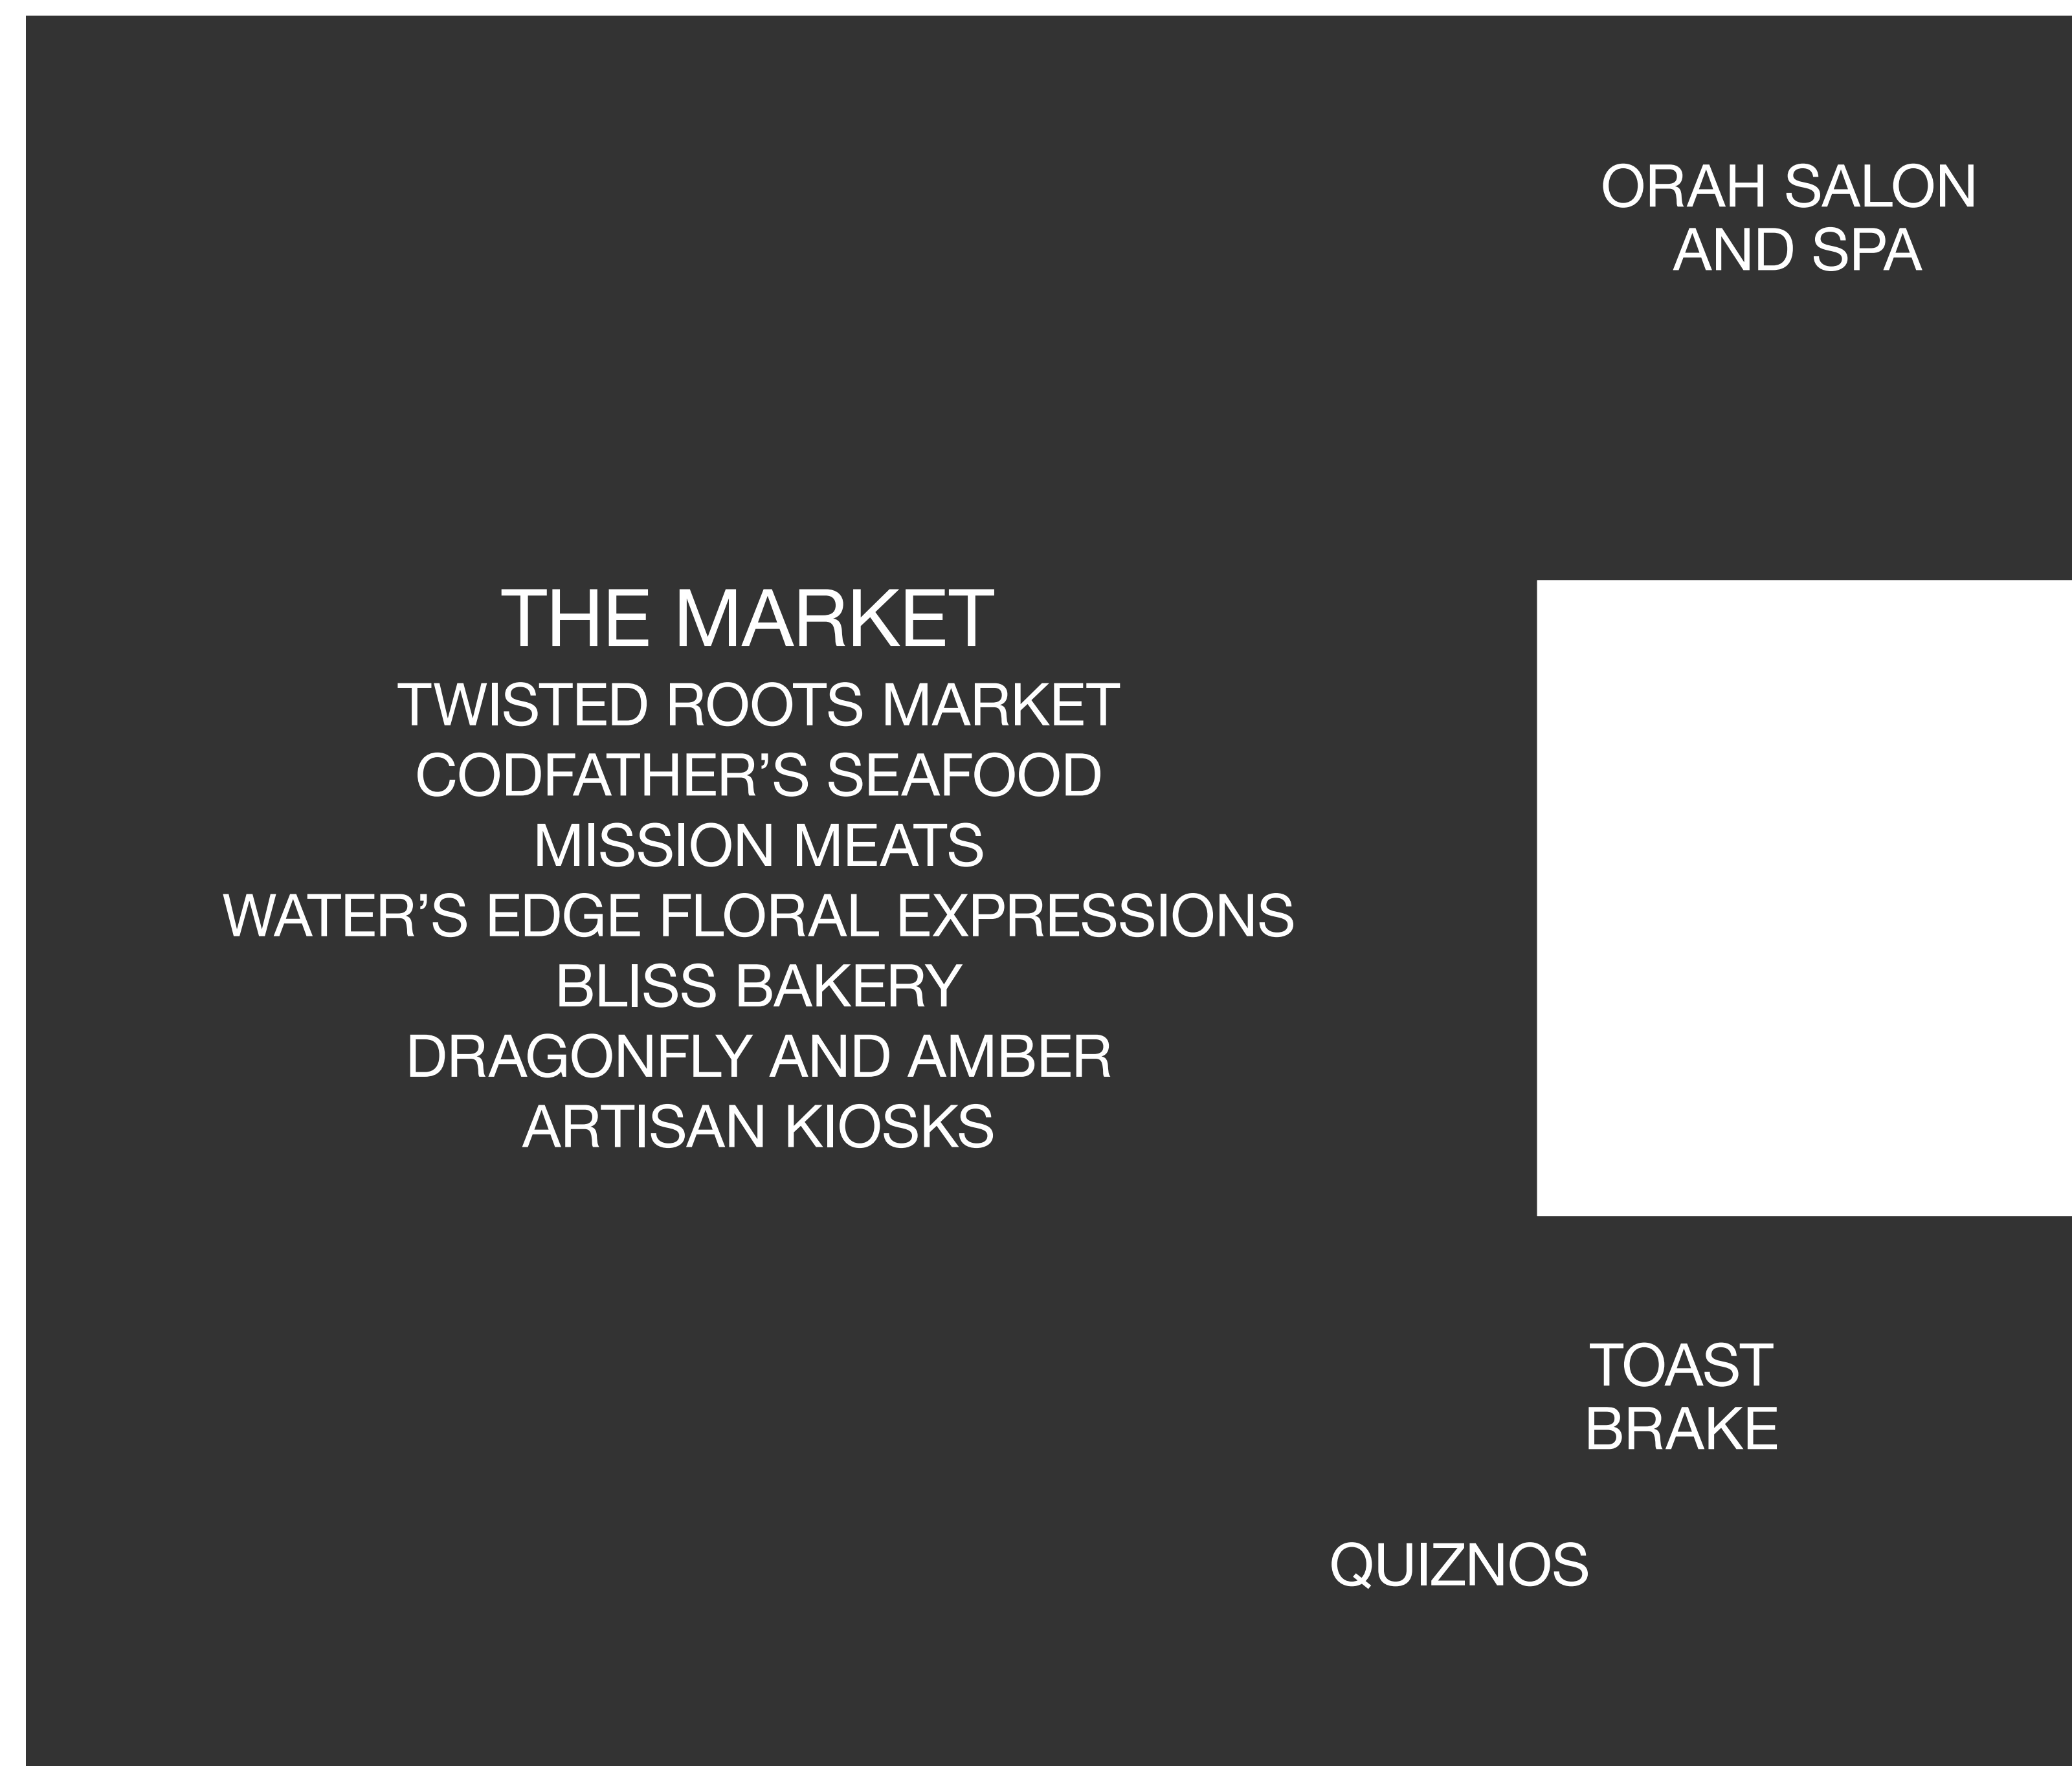 ORAH SALON
AND SPA
THE MARKET
TWISTED ROOTS MARKET
CODFATHER’S SEAFOOD
MISSION MEATS
WATER’S EDGE FLORAL EXPRESSIONS
BLISS BAKERY
DRAGONFLY AND AMBER
ARTISAN KIOSKS
TOAST
BRAKE
QUIZNOS